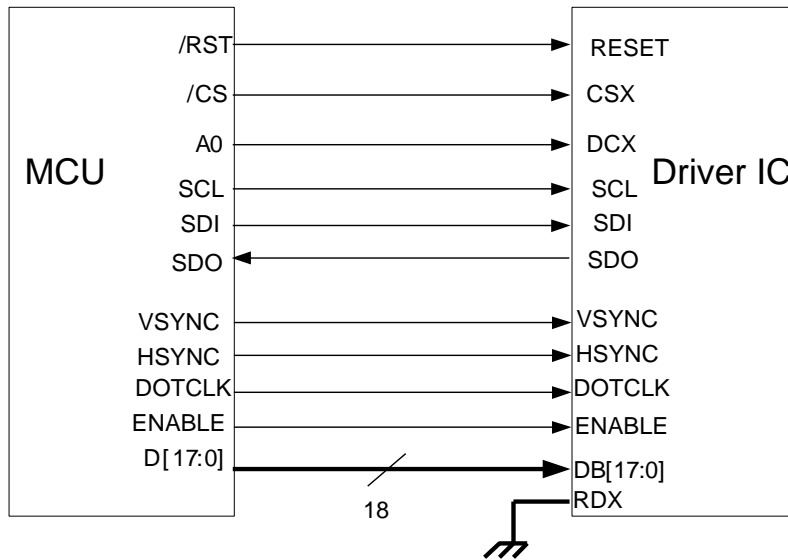 /RST RESET
/CS CSX
A0 DCX
MCU Driver IC
SCL SCL
SDI SDI
SDO SDO
VSYNC VSYNC
HSYNC HSYNC
DOTCLK DOTCLK
ENABLE ENABLE
D[17:0] DB[17:0]
18 RDX